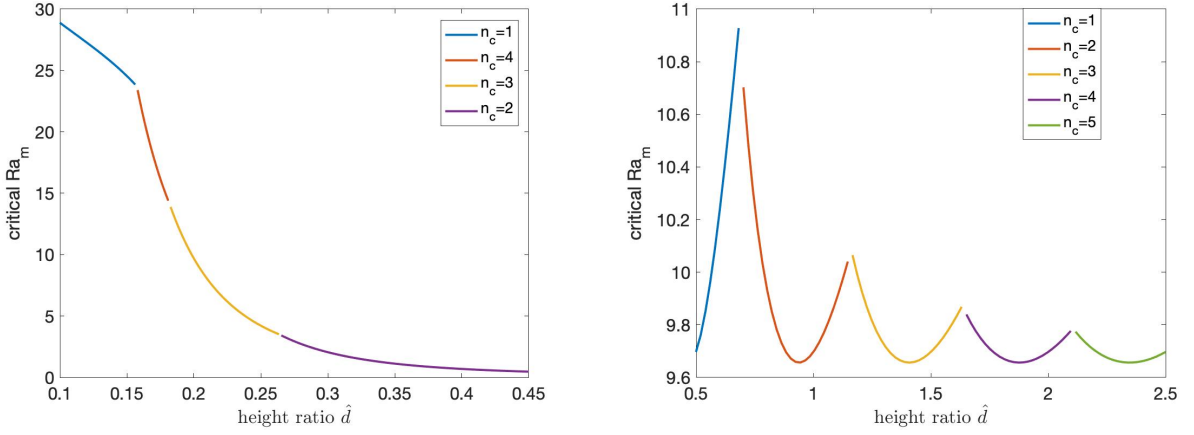 30
25
20
15
10
5
0
critical Ra_m
0.1 0.15 0.2 0.25 0.3 0.35 0.4 0.45
height ratio d̂
n_c=1
n_c=4
n_c=3
n_c=2
11
10.8
10.6
10.4
10.2
10
9.8
9.6
critical Ra_m
0.5 1 1.5 2 2.5
height ratio d̂
n_c=1
n_c=2
n_c=3
n_c=4
n_c=5